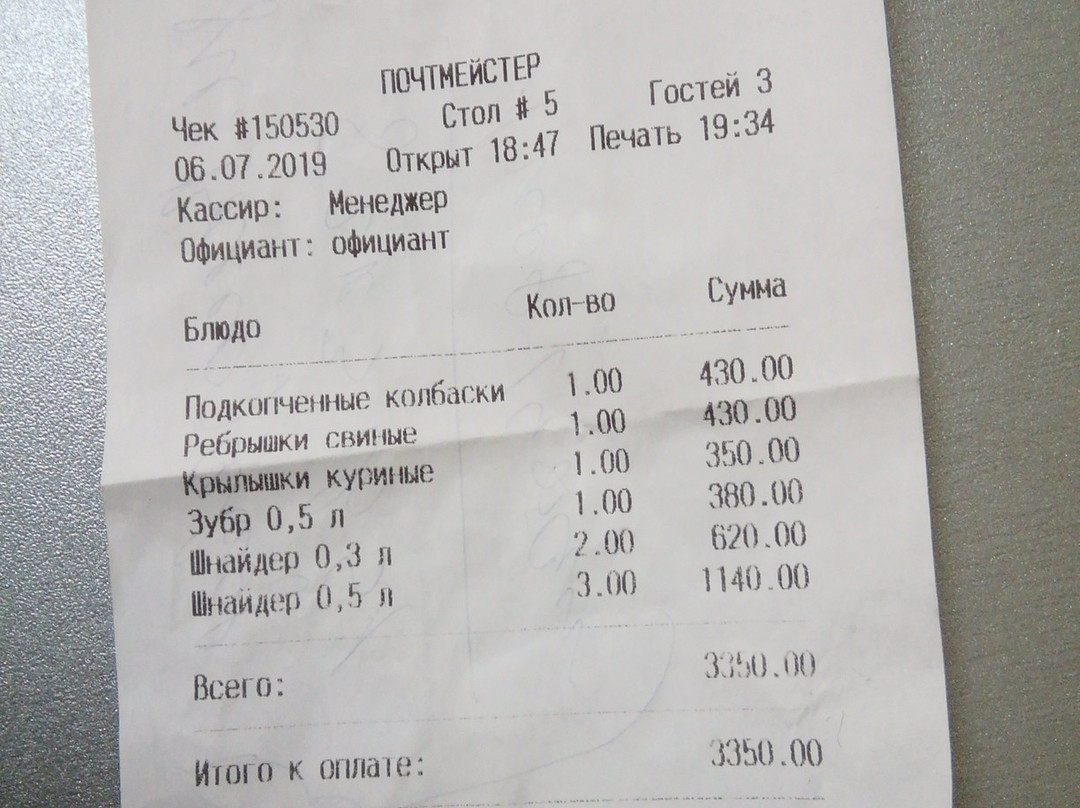 ПОЧТМЕЙСТЕР
Чек #150530 Стол # 5 Гостей 3
06.07.2019 Открыт 18:47 Печать 19:34
Кассир: Менеджер
Официант: официант
Блюдо Кол-во Сумма
Подкопченные колбаски 1.00 430.00
Ребрышки свиные 1.00 430.00
Крылышки куриные 1.00 350.00
Зубр 0,5 л 1.00 380.00
Шнайдер 0,3 л 2.00 620.00
Шнайдер 0,5 л 3.00 1140.00
Всего: 3350.00
Итого к оплате: 3350.00